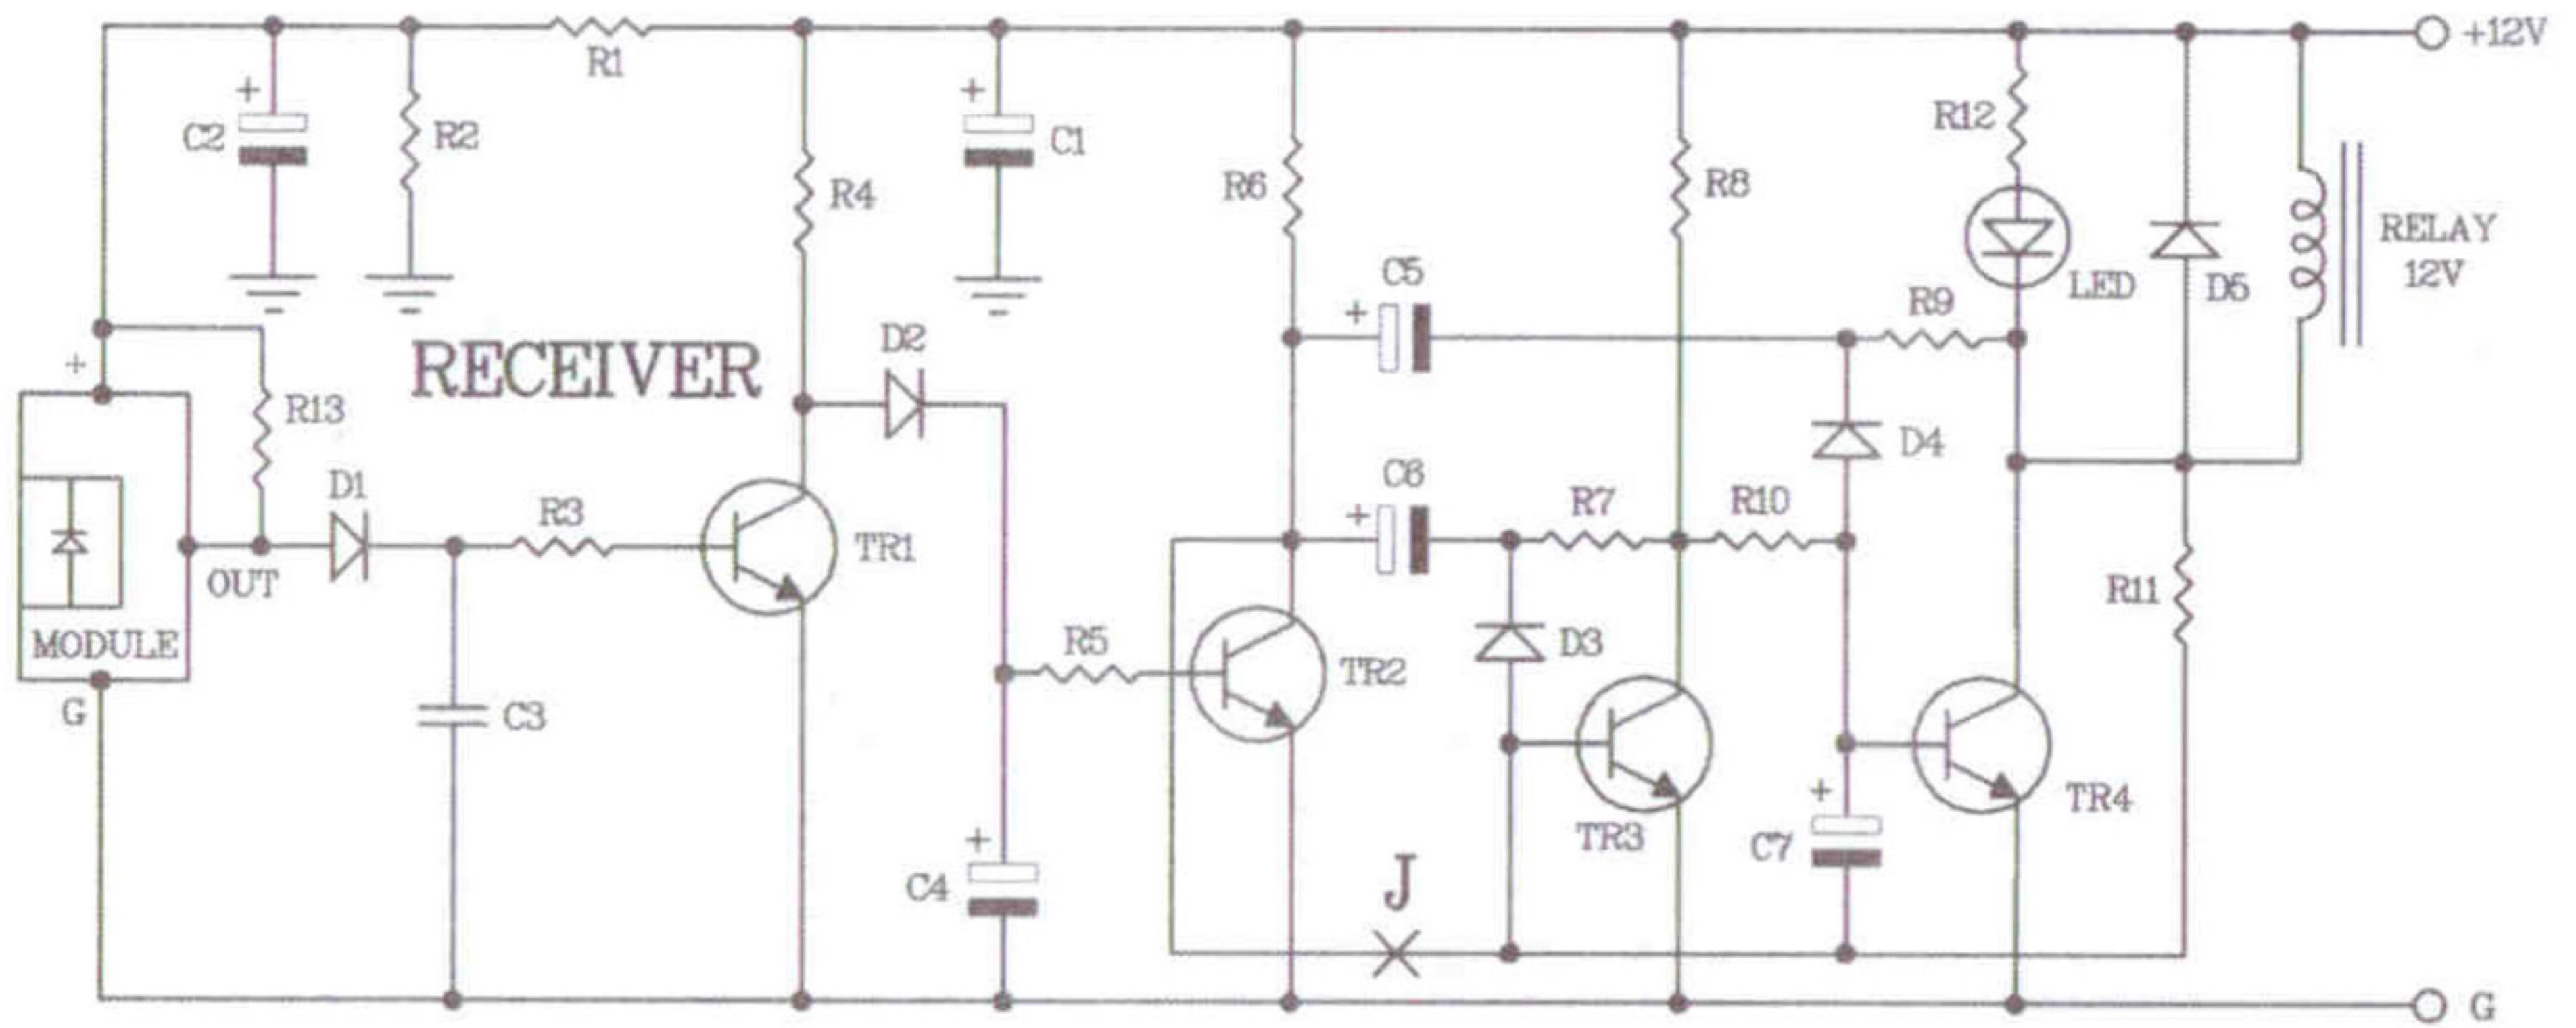 +12V
R1
+
C2
R2
+
C1
R4
R6
R8
R12
LED
D5
RELAY
12V
+
C5
R9
RECEIVER
D2
+
R13
D1
R3
TR1
OUT
MODULE
G
C3
D4
+
C6
R7
R10
R11
R5
TR2
D3
TR3
+
C7
TR4
+
C4
J
G